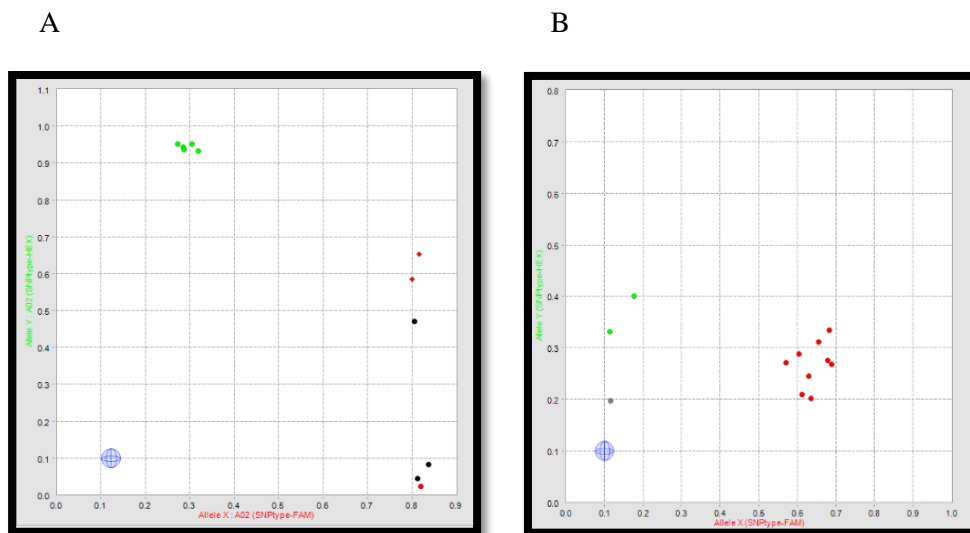 A
B
1.1
1.0
0.9
0.8
0.7
0.6
0.5
0.4
0.3
0.2
0.1
0.0
0.0 0.1 0.2 0.3 0.4 0.5 0.6 0.7 0.8 0.9
Allele Y : A02 (SNPtype-HEX)
Allele X : A02 (SNPtype-FAM)
0.8
0.7
0.6
0.5
0.4
0.3
0.2
0.1
0.0
0.0 0.1 0.2 0.3 0.4 0.5 0.6 0.7 0.8 0.9 1.0
Allele Y (SNPtype-HEX)
Allele X (SNPtype-FAM)